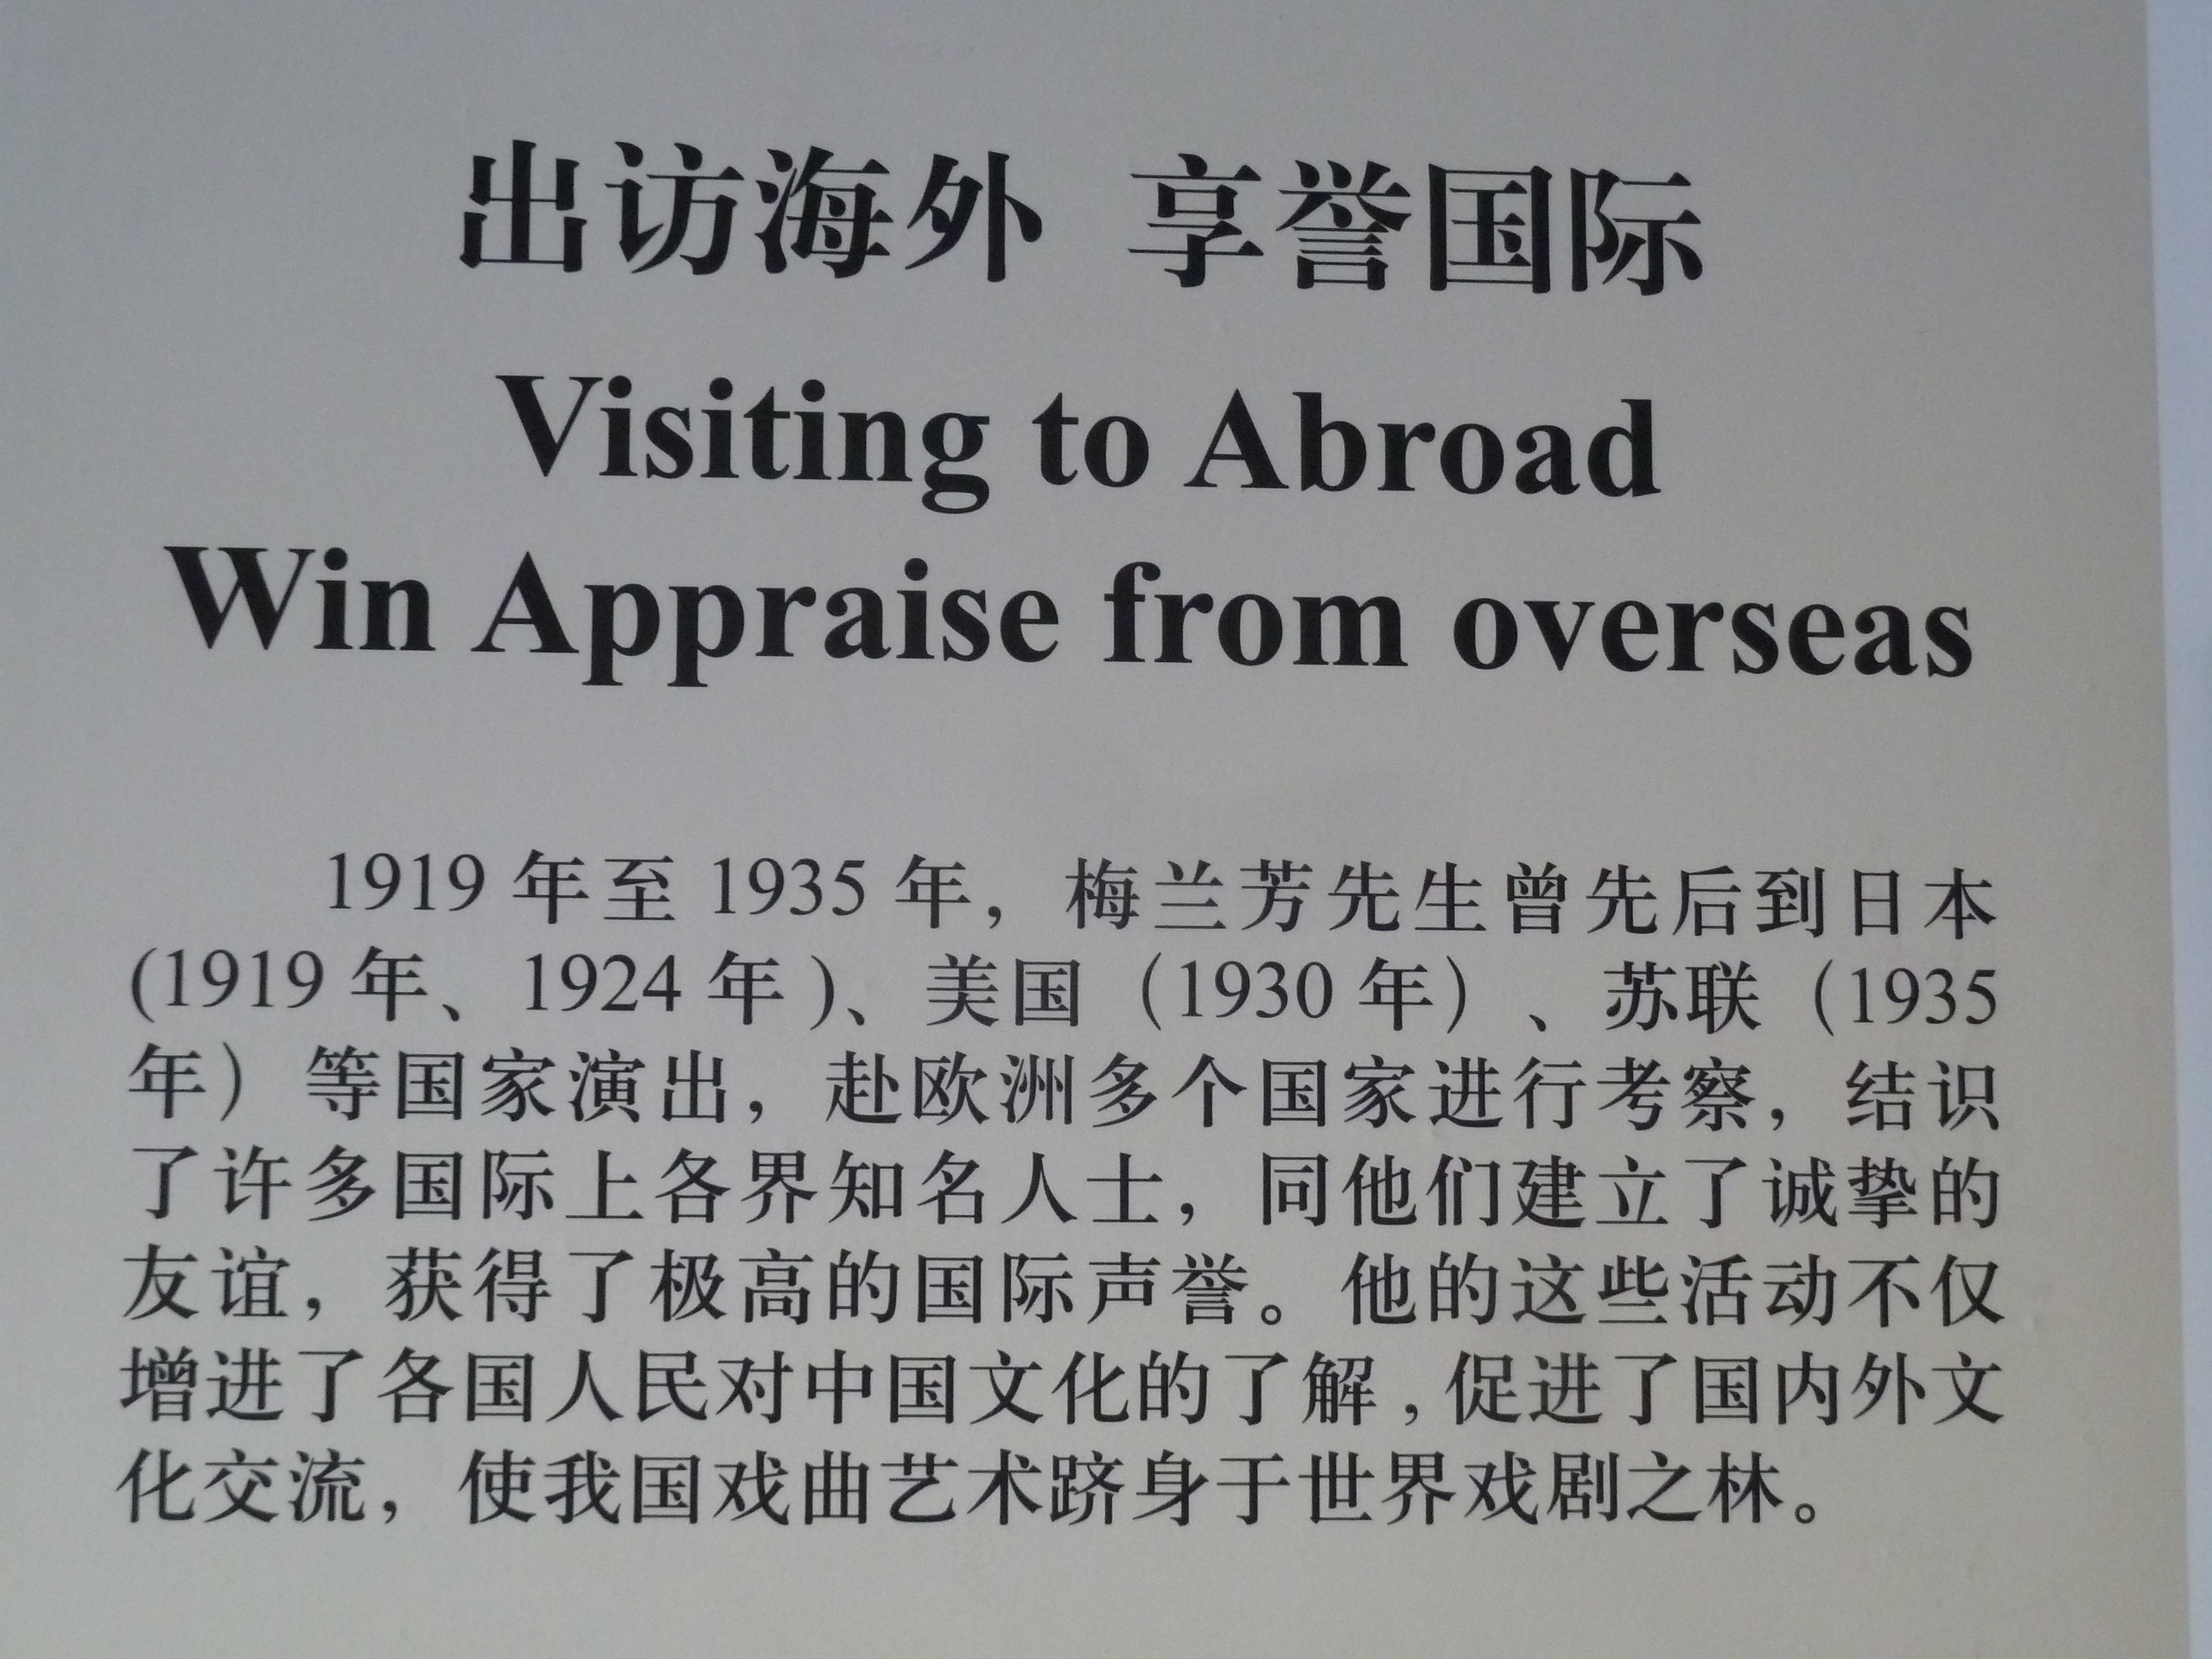 出访海外 享誉国际
Visiting to Abroad
Win Appraise from overseas
1919 年至 1935 年，梅兰芳先生曾先后到日本
(1919 年、1924 年 )、美国（1930 年）、苏联（1935
年）等国家演出，赴欧洲多个国家进行考察，结识
了许多国际上各界知名人士，同他们建立了诚挚的
友谊，获得了极高的国际声誉。他的这些活动不仅
增进了各国人民对中国文化的了解 ,促进了国内外文
化交流，使我国戏曲艺术跻身于世界戏剧之林。